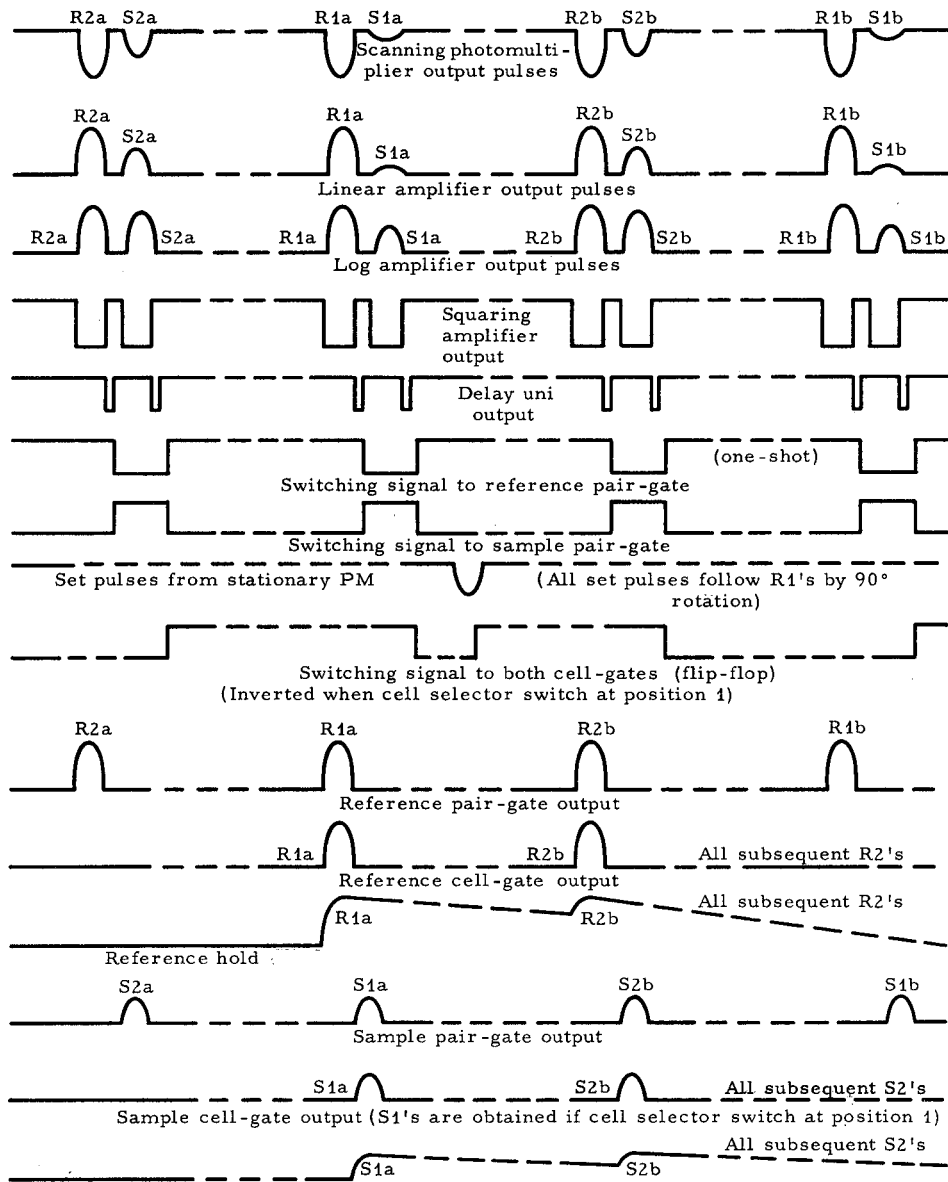 R2a S2a R1a S1a R2b S2b R1b S1b
Scanning photomulti-
plier output pulses
R2a S2a R1a S1a R2b S2b R1b S1b
Linear amplifier output pulses
R2a S2a R1a S1a R2b S2b R1b S1b
Log amplifier output pulses
Squaring
amplifier
output
Delay uni
output
(one-shot)
Switching signal to reference pair-gate
Switching signal to sample pair-gate
Set pulses from stationary PM (All set pulses follow R1's by 90°
rotation)
Switching signal to both cell-gates (flip-flop)
(Inverted when cell selector switch at position 1)
R2a R1a R2b R1b
Reference pair-gate output
R1a R2b All subsequent R2's
Reference cell-gate output
R1a R2b All subsequent R2's
Reference hold
S2a S1a S2b S1b
Sample pair-gate output
S1a S2b All subsequent S2's
Sample cell-gate output (S1's are obtained if cell selector switch at position 1)
All subsequent S2's
S1a S2b